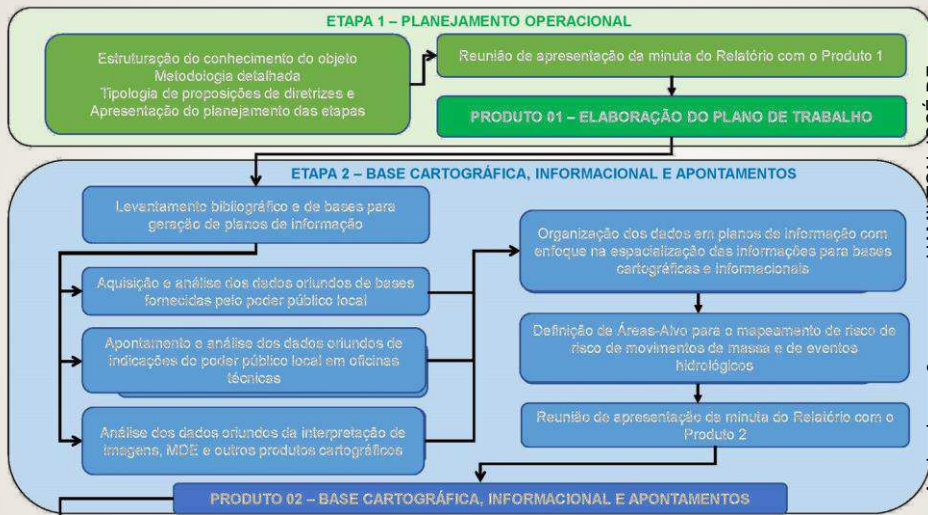 ETAPA 1 – PLANEJAMENTO OPERACIONAL
Estruturação do conhecimento do objeto
Metodologia detalhada
Tipologia de proposições de diretrizes e
Apresentação do planejamento das etapas
Reunião de apresentação da minuta do Relatório com o Produto 1
PRODUTO 01 – ELABORAÇÃO DO PLANO DE TRABALHO
ETAPA 2 – BASE CARTOGRÁFICA, INFORMACIONAL E APONTAMENTOS
Levantamento bibliográfico e de bases para
geração de planos de informação
Aquisição e análise dos dados oriundos de bases
fornecidas pelo poder público local
Apontamento e análise dos dados oriundos de
indicações do poder público local em oficinas
técnicas
Análise dos dados oriundos da interpretação de
imagens, MDE e outros produtos cartográficos
Organização dos dados em planos de informação com
enfoque na espacialização das informações para bases
cartográficas e informacionais
Definição de Áreas-Alvo para o mapeamento de risco de
risco de movimentos de massa e de eventos
hidrológicos
Reunião de apresentação da minuta do Relatório com o
Produto 2
PRODUTO 02 – BASE CARTOGRÁFICA, INFORMACIONAL E APONTAMENTOS